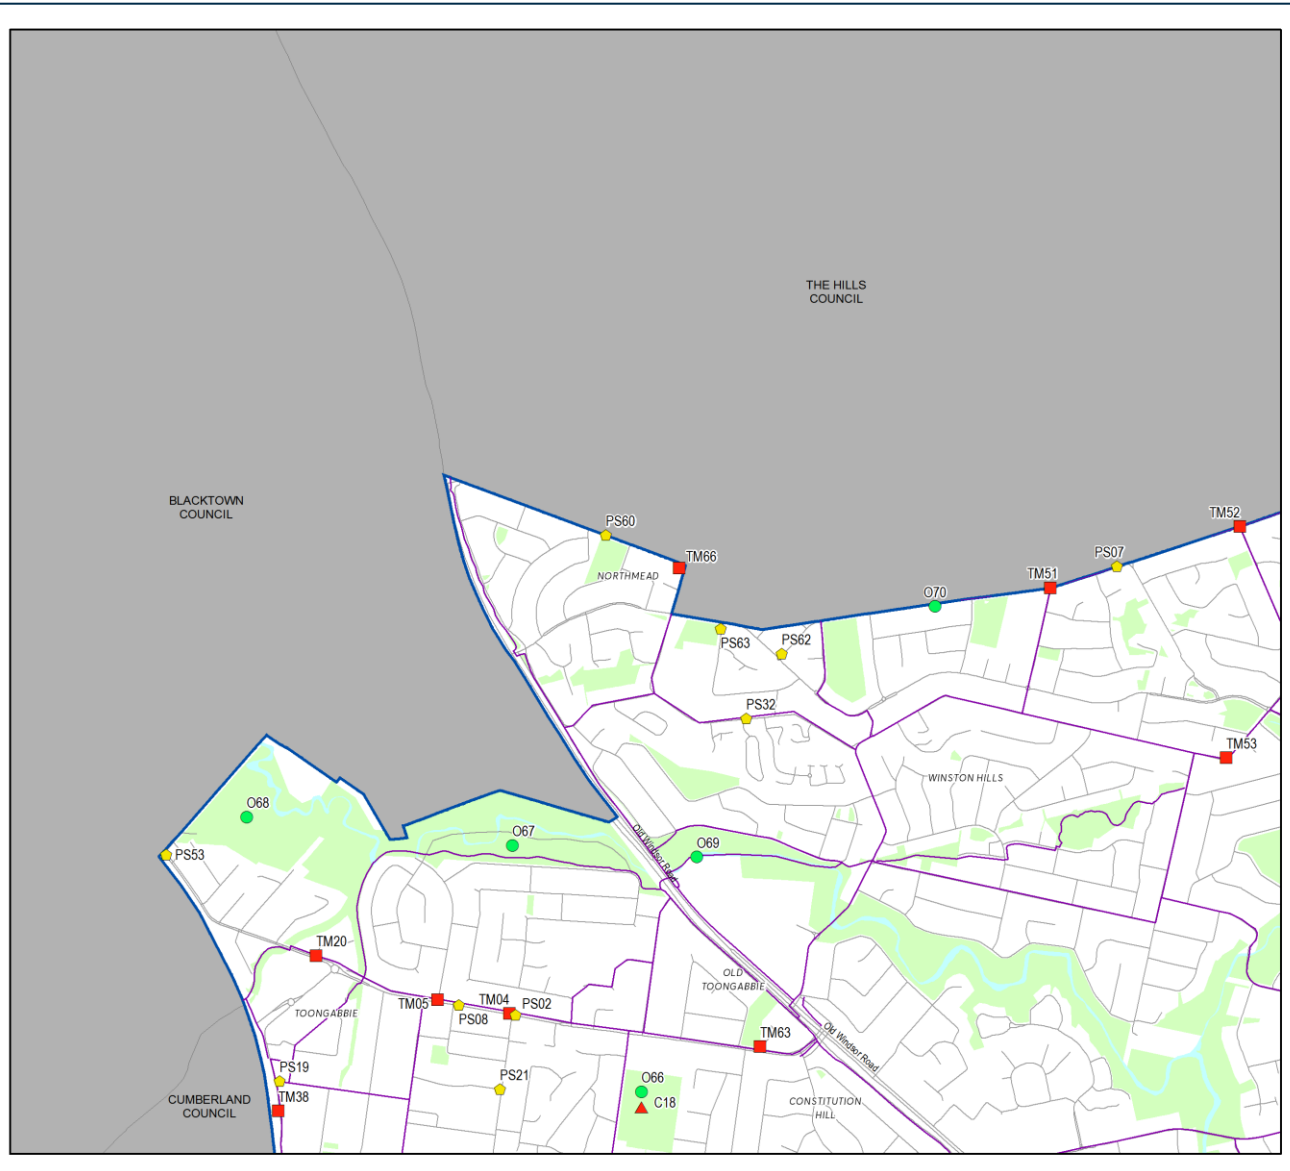 THE HILLS
COUNCIL
BLACKTOWN
COUNCIL
TM52
PS60
PS07
TM66
TM51
NORTHMEAD
O70
PS63
PS62
PS32
TM53
WINSTON HILLS
O68
O67
Old Windsor Road
O69
PS53
TM20
OLD
TOONGABBIE
TM05
TM04
PS02
PS08
TOONGABBIE
TM63
Old Windsor Road
PS19
PS21
O66
TM38
C18
CUMBERLAND
COUNCIL
CONSTITUTION
HILL